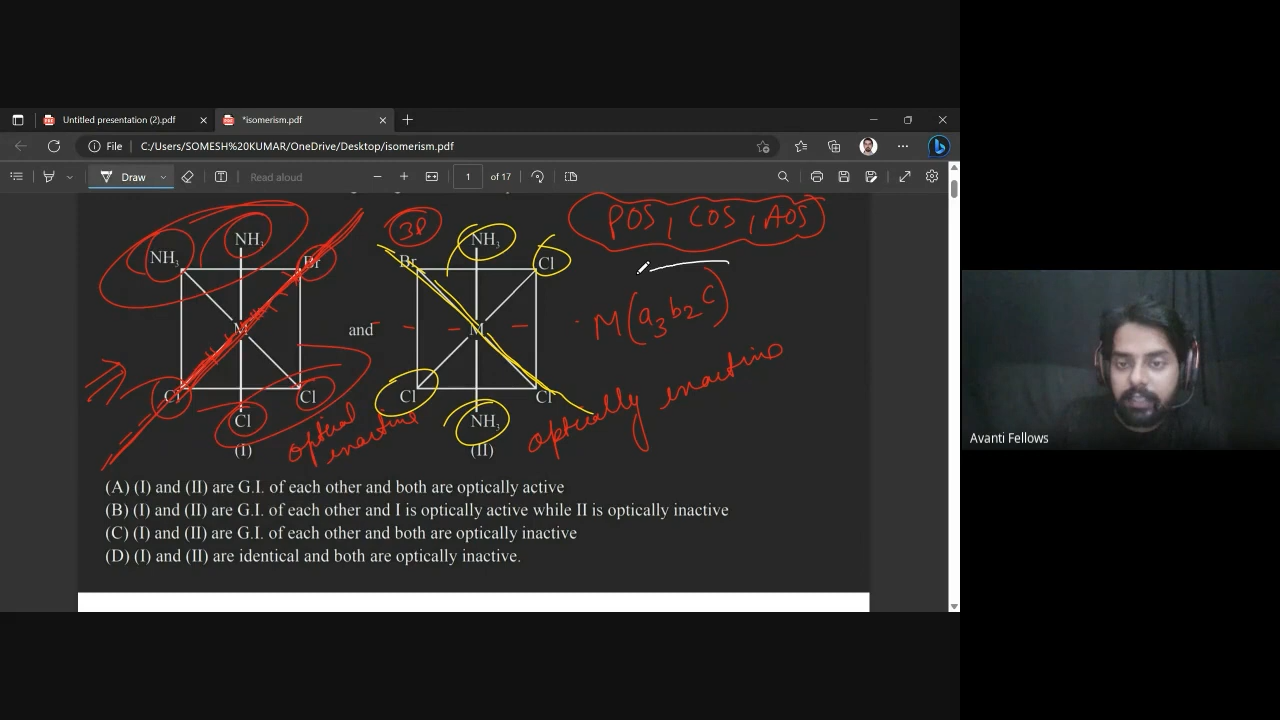 Untitled presentation (2).pdf
*isomerism.pdf
File
C:/Users/SOMESH%20KUMAR/OneDrive/Desktop/isomerism.pdf
Draw
Read aloud
1
of 17
3P
POS, COS, AOS
NH3
NH3
Br
M
Cl
Cl
Cl
(I)
and
Br
NH3
Cl
M
Cl
NH3
Cl
(II)
M(a3b2c)
optical
inactive
optically inactive
(A) (I) and (II) are G.I. of each other and both are optically active
(B) (I) and (II) are G.I. of each other and I is optically active while II is optically inactive
(C) (I) and (II) are G.I. of each other and both are optically inactive
(D) (I) and (II) are identical and both are optically inactive.
Avanti Fellows